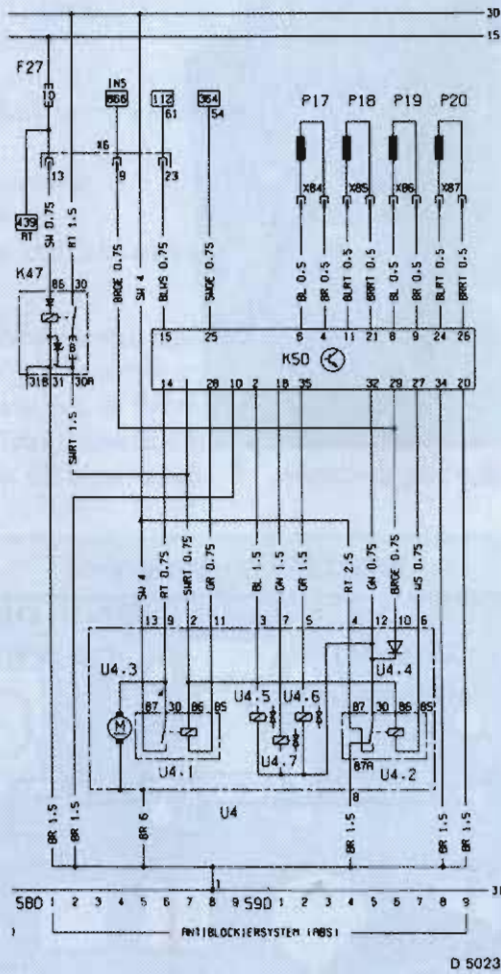 30
15
F27
INS
10
866 112 364 P17 P18 P19 P20
61 54
X6
13 9 23 X84 X85 X86 X87
439
RT
SW 0.75 RT 1.5 BRGE 0.75 SW 4 BLWS 0.75 SWGE 0.75 BL 0.5 BR 0.5 BLRT 0.5 BRRT 0.5 BL 0.5 BR 0.5 BLRT 0.5 BRRT 0.5
K47
86 30
15 25 6 4 11 21 8 9 24 26
K50
31B 31 30A
14 28 10 2 18 35 32 29 27 34 20
SWRT 1.5
SW 4 RT 0.75 SWRT 0.75 GR 0.75 BL 1.5 GN 1.5 GR 1.5 RT 2.5 GN 0.75 BRGE 0.75 WS 0.75
13 9 2 11 3 7 5 4 12 10 6
U4.3 U4.4
87 30 86 85 U4.5 U4.6 87 30 86 85
M
U4.7 87A
U4.1 U4.2
U4 8
BR 1.5 BR 1.5 BR 6 BR 1.5 BR 1.5 BR 1.5
1
31
580 1 2 3 4 5 6 7 8 9 590 1 2 3 4 5 6 7 8 9
) ANTIBLOCKIERSYSTEM (ABS)
D 5023